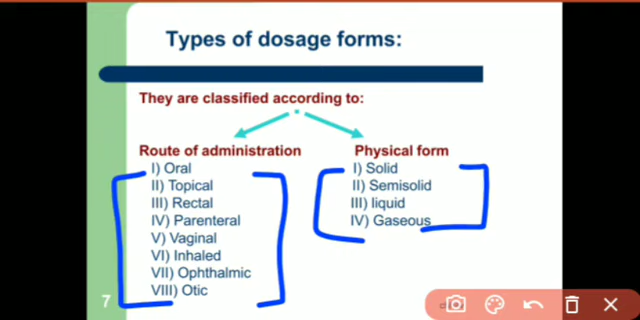 Types of dosage forms:
They are classified according to:
Route of administration
I) Oral
II) Topical
III) Rectal
IV) Parenteral
V) Vaginal
VI) Inhaled
VII) Ophthalmic
VIII) Otic
Physical form
I) Solid
II) Semisolid
III) liquid
IV) Gaseous
7